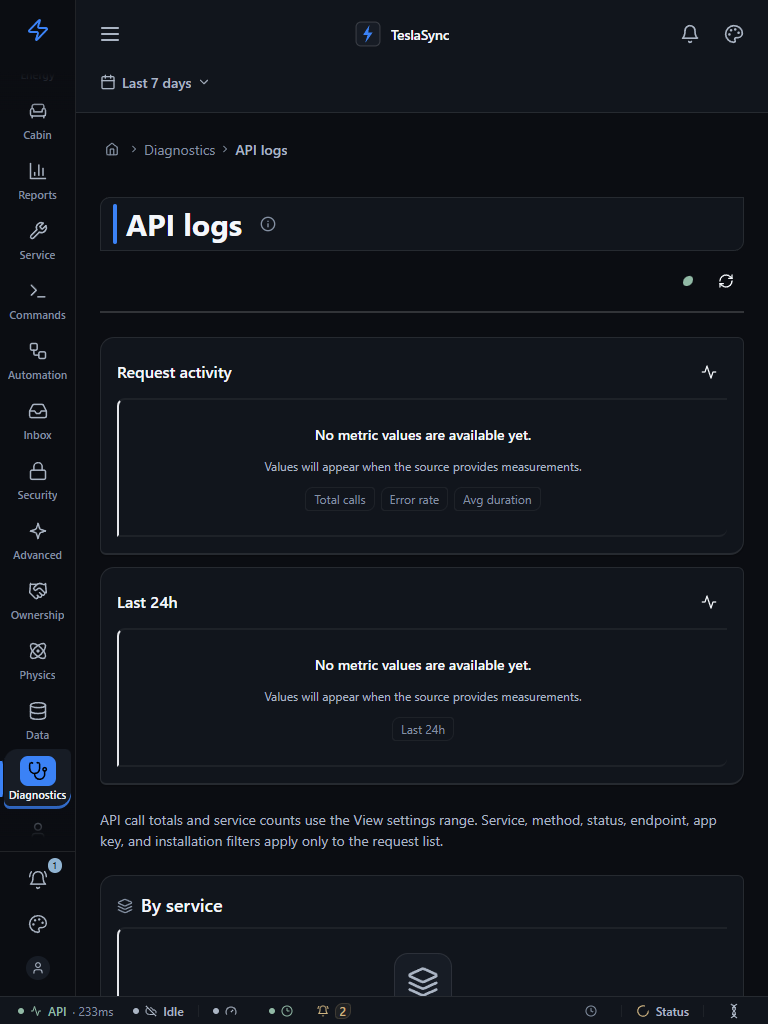 TeslaSync
Last 7 days
Energy
Cabin
Reports
Service
Commands
Automation
Inbox
Security
Advanced
Ownership
Physics
Data
Diagnostics
1
Diagnostics > API logs
API logs
Request activity
No metric values are available yet.
Values will appear when the source provides measurements.
Total calls Error rate Avg duration
Last 24h
No metric values are available yet.
Values will appear when the source provides measurements.
Last 24h
API call totals and service counts use the View settings range. Service, method, status, endpoint, app
key, and installation filters apply only to the request list.
By service
API · 233ms Idle 2 Status